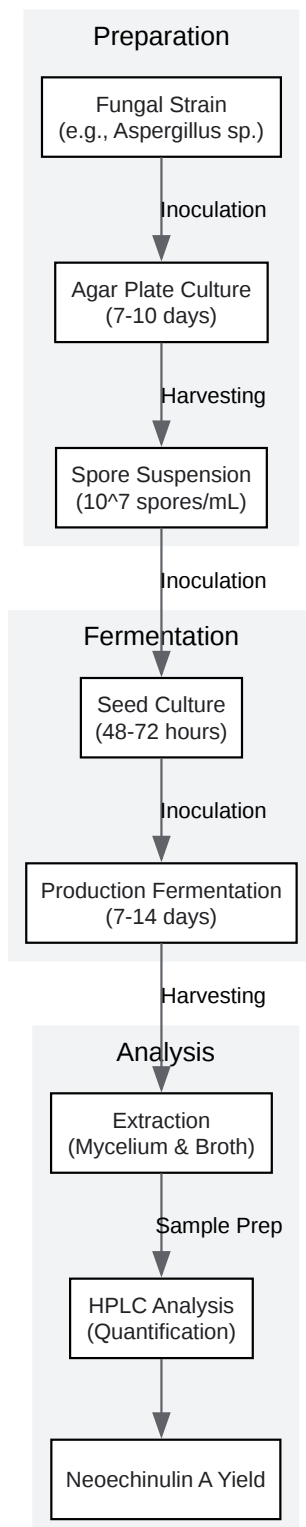 Preparation
Fungal Strain
(e.g., Aspergillus sp.)
Inoculation
Agar Plate Culture
(7-10 days)
Harvesting
Spore Suspension
(10^7 spores/mL)
Inoculation
Fermentation
Seed Culture
(48-72 hours)
Inoculation
Production Fermentation
(7-14 days)
Harvesting
Analysis
Extraction
(Mycelium & Broth)
Sample Prep
HPLC Analysis
(Quantification)
Neoechinulin A Yield